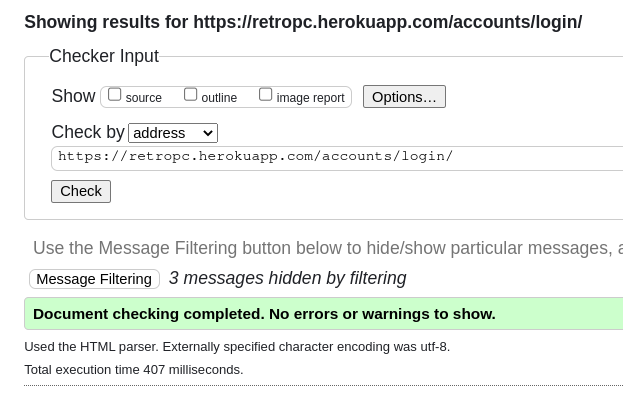 Showing results for https://retropc.herokuapp.com/accounts/login/
Checker Input
Show source outline image report Options...
Check by address
https://retropc.herokuapp.com/accounts/login/
Check
Use the Message Filtering button below to hide/show particular messages, a
Message Filtering 3 messages hidden by filtering
Document checking completed. No errors or warnings to show.
Used the HTML parser. Externally specified character encoding was utf-8.
Total execution time 407 milliseconds.